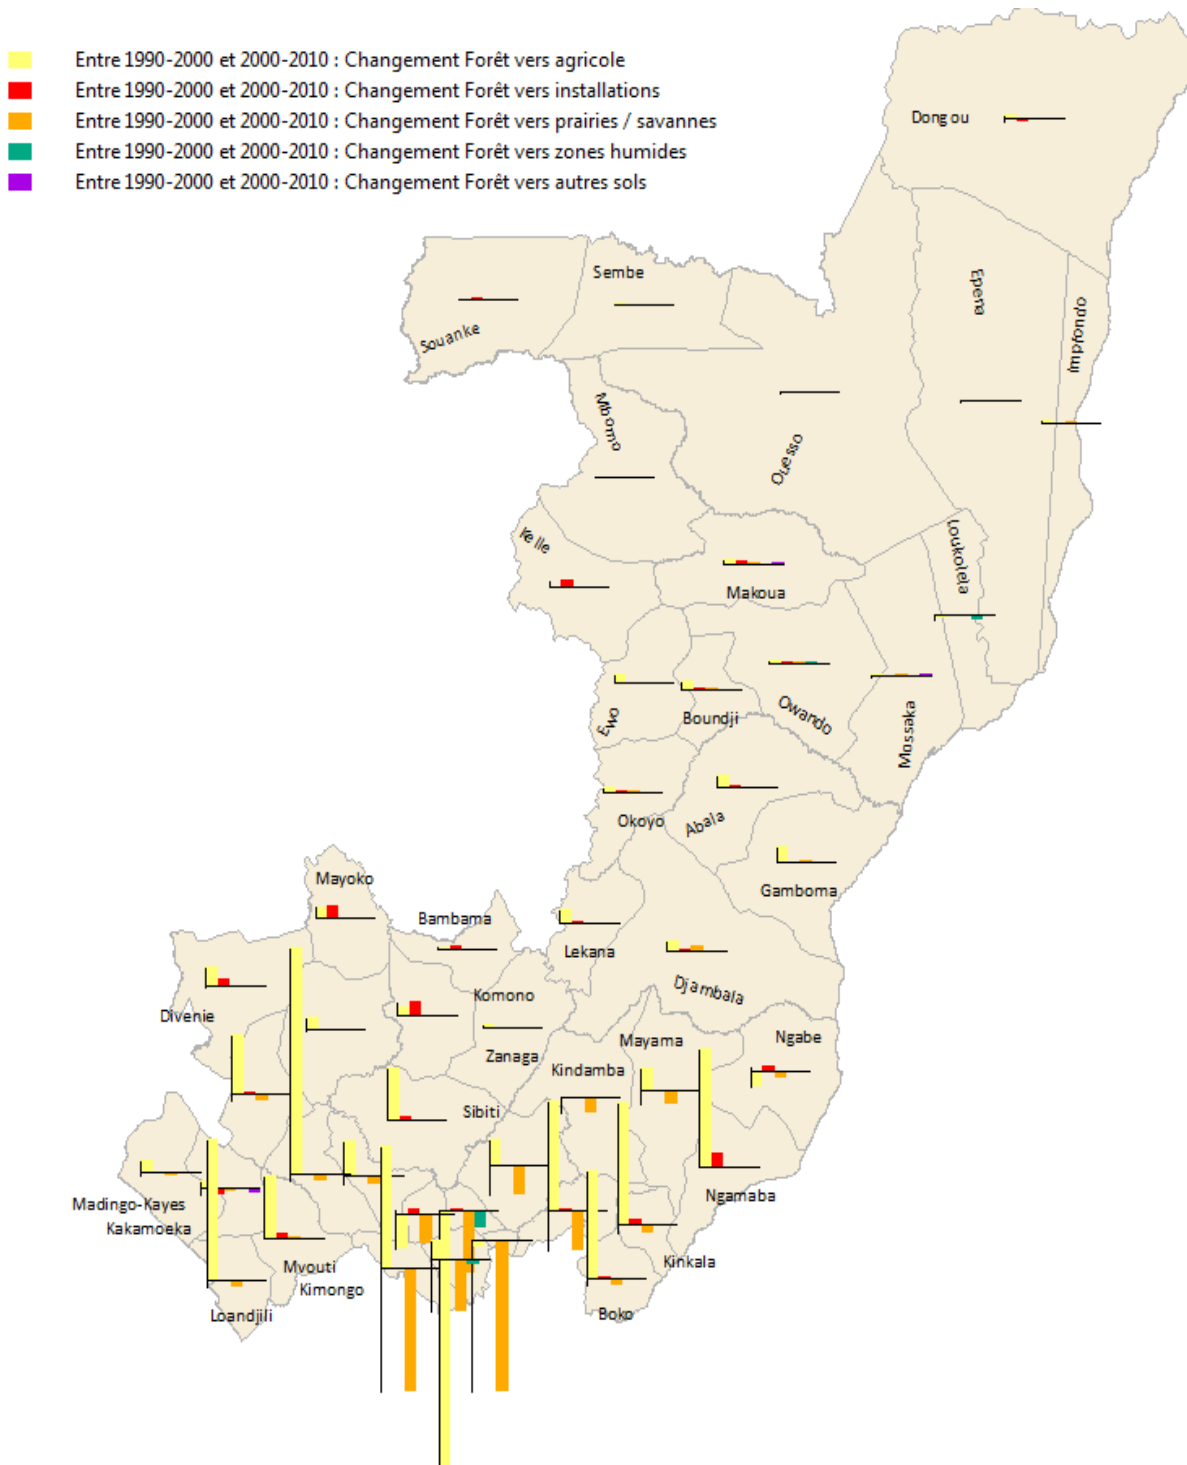 Entre 1990-2000 et 2000-2010 : Changement Forêt vers agricole
Entre 1990-2000 et 2000-2010 : Changement Forêt vers installations
Entre 1990-2000 et 2000-2010 : Changement Forêt vers prairies / savannes
Entre 1990-2000 et 2000-2010 : Changement Forêt vers zones humides
Entre 1990-2000 et 2000-2010 : Changement Forêt vers autres sols
Dongou
Sembe
Epena
Impfondo
Souanke
Mbomo
Ouesso
Kelle
Loukolela
Makoua
Ewo
Boundji
Owando
Mossaka
Okoyo
Abala
Gamboma
Mayoko
Bambama
Lekana
Djambala
Divenie
Komono
Zanaga
Mayama
Ngabe
Kindamba
Sibiti
Madingo-Kayes
Kakamoeka
Ngamaba
Mvouti
Kimongo
Kinkala
Loandjili
Boko